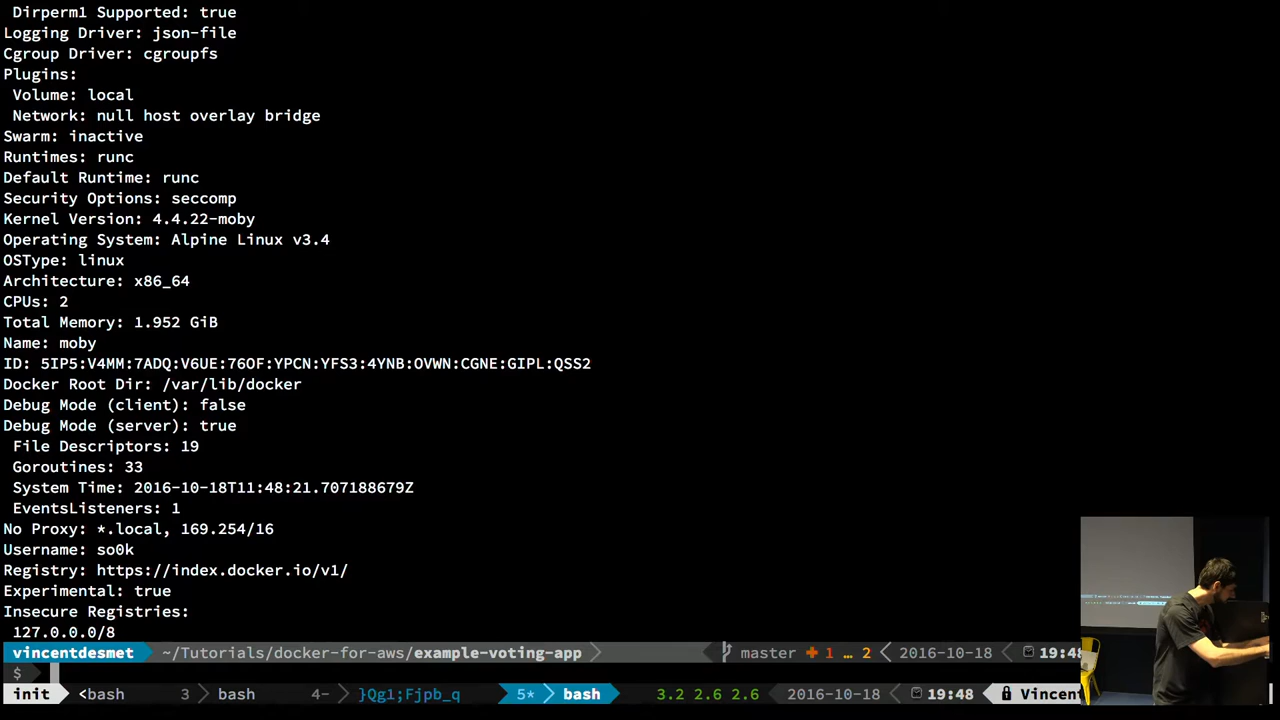 Dirperm1 Supported: true
Logging Driver: json-file
Cgroup Driver: cgroupfs
Plugins:
Volume: local
Network: null host overlay bridge
Swarm: inactive
Runtimes: runc
Default Runtime: runc
Security Options: seccomp
Kernel Version: 4.4.22-moby
Operating System: Alpine Linux v3.4
OSType: linux
Architecture: x86_64
CPUs: 2
Total Memory: 1.952 GiB
Name: moby
ID: 5IP5:V4MM:7ADQ:V6UE:76OF:YPCN:YFS3:4YNB:OVWN:CGNE:GIPL:QSS2
Docker Root Dir: /var/lib/docker
Debug Mode (client): false
Debug Mode (server): true
File Descriptors: 19
Goroutines: 33
System Time: 2016-10-18T11:48:21.707188679Z
EventsListeners: 1
No Proxy: *.local, 169.254/16
Username: so0k
Registry: https://index.docker.io/v1/
Experimental: true
Insecure Registries:
127.0.0.0/8
vincentdesmet ~/Tutorials/docker-for-aws/example-voting-app master + 1 … 2 2016-10-18 19:48
$
init <bash 3 bash 4- }Qg1;Fjpb_q 5* bash 3.2 2.6 2.6 2016-10-18 19:48 Vincent